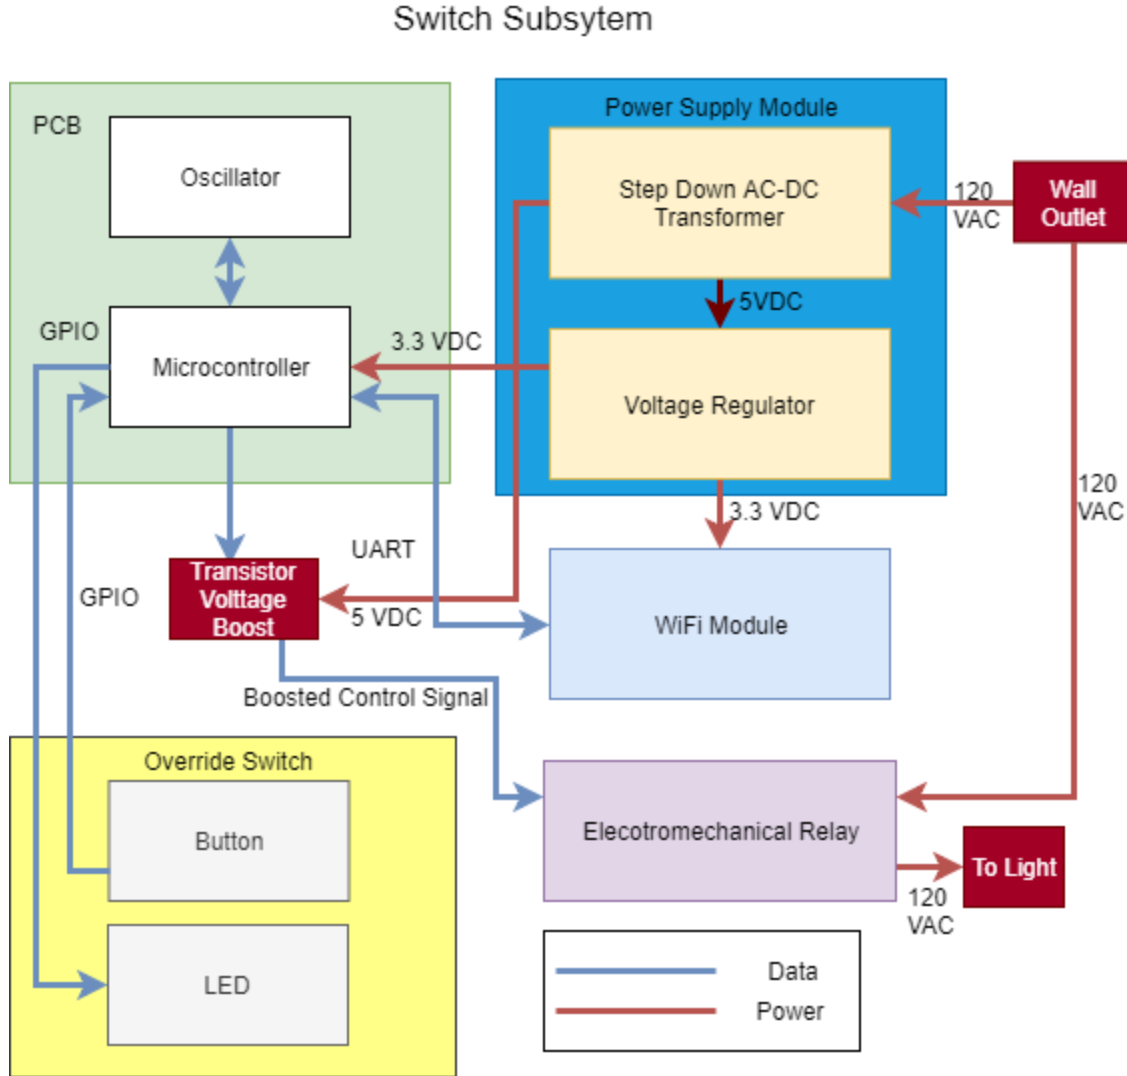 Switch Subsytem
PCB
Oscillator
GPIO
Microcontroller
3.3 VDC
Power Supply Module
Step Down AC-DC
Transformer
5VDC
Voltage Regulator
120
VAC
Wall
Outlet
3.3 VDC
120
VAC
UART
5 VDC
GPIO
Transistor
Volttage
Boost
WiFi Module
Boosted Control Signal
Override Switch
Button
LED
Elecotromechanical Relay
To Light
120
VAC
Data
Power